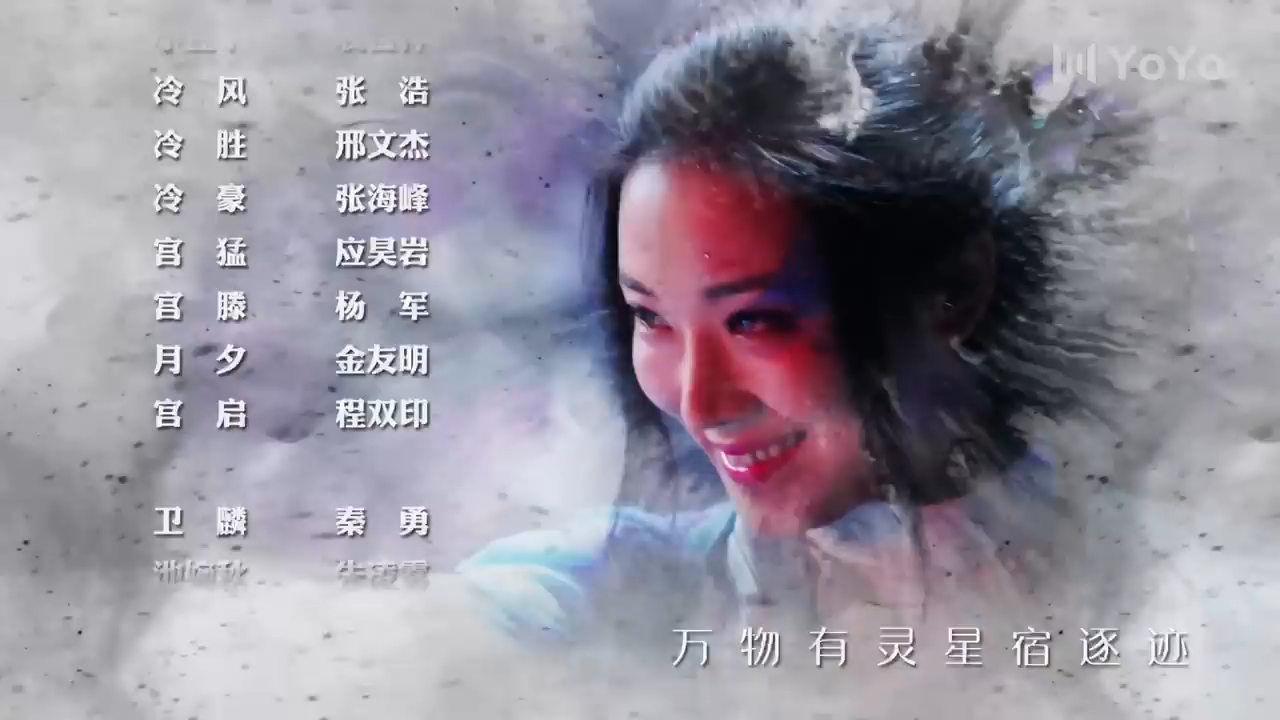 YoYo
冷 风 张 浩
冷 胜 邢文杰
冷 豪 张海峰
宫 猛 应昊岩
宫 滕 杨 军
月 夕 金友明
宫 启 程双印
卫 麟 秦 勇
万物有灵星宿逐迹